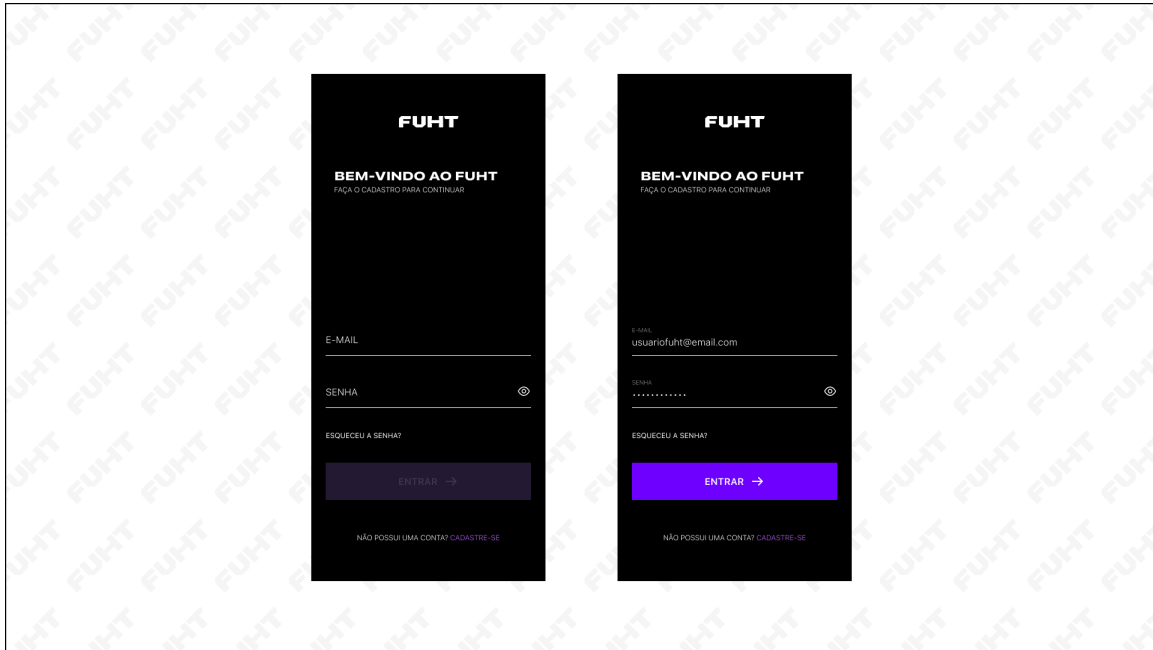 FUHT
BEM-VINDO AO FUHT
FAÇA O CADASTRO PARA CONTINUAR
E-MAIL
SENHA
ESQUECEU A SENHA?
ENTRAR →
NÃO POSSUI UMA CONTA? CADASTRE-SE
FUHT
BEM-VINDO AO FUHT
FAÇA O CADASTRO PARA CONTINUAR
E-MAIL
usuariofuht@email.com
SENHA
............
ESQUECEU A SENHA?
ENTRAR →
NÃO POSSUI UMA CONTA? CADASTRE-SE